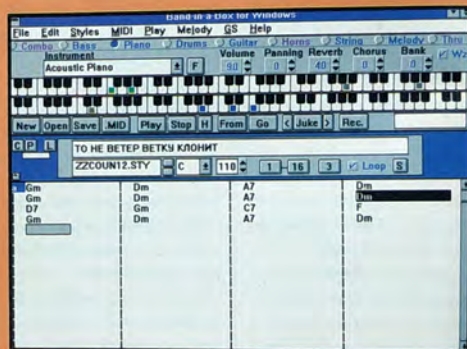 Band-in a Box for Windows
File Edit Styles MIDI Play Melody GS Help
Combo Bass Piano Drums Guitar Horns String Melody Thru
Instrument Volume Panning Reverb Chorus Bank
Acoustic Piano F 90 0 40 0 0
New Open Save .MID Play Stop H From Go < Juke > Rec.
C P L ТО НЕ ВЕТЕР ВЕТКУ КЛОНИТ
ZZCOUN12.STY C 110 1 - 16 3 Loop S
Gm Dm A7 Dm
Gm Dm A7 Dm
D7 Gm C7 F
Gm Dm A7 Dm